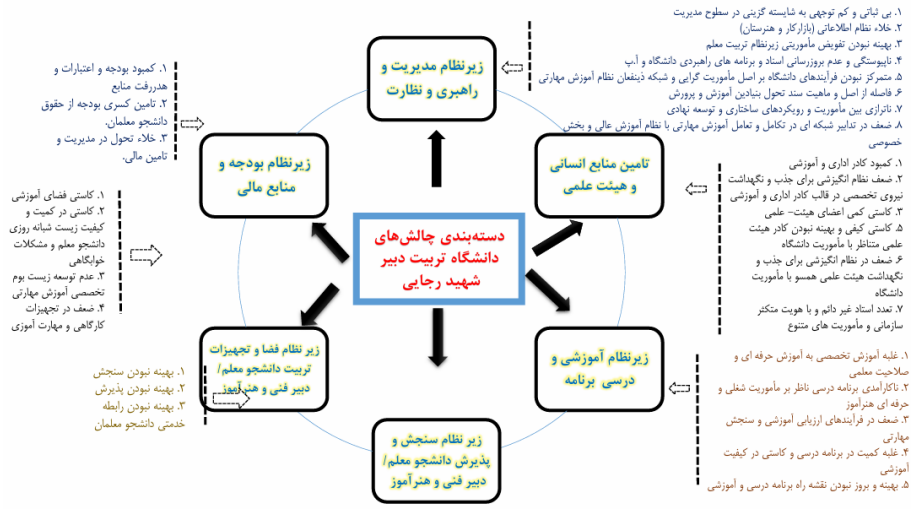 ۱. بی ثباتی و کم توجهی به شایسته گزینی در سطوح مدیریت
۲. خلاء نظام اطلاعاتی (بازارکار و هنرستان)
۳. بهینه نبودن تفویض مأموریتی زیرنظام تربیت معلم
۴. ناپیوستگی و عدم بروزرسانی اسناد و برنامه های راهبردی دانشگاه و آ.پ
۵. متمرکز نبودن فرآیندهای دانشگاه بر اصل مأموریت گرایی و شبکه ذینفعان نظام آموزش مهارتی
۶. فاصله از اصل و ماهیت سند تحول بنیادین آموزش و پرورش
۷. ناترازی بین مأموریت و رویکردهای ساختاری و توسعه نهادی
۸. ضعف در تدابیر شبکه ای در تکامل و تعامل آموزش مهارتی با نظام آموزش عالی و بخش
خصوصی
زیرنظام مدیریت و
راهبری و نظارت
۱. کمبود بودجه و اعتبارات و
هدررفت منابع
۲. تامین کسری بودجه از حقوق
دانشجو معلمان.
۳. خلاء تحول در مدیریت و
تامین مالی.
زیرنظام بودجه و
منابع مالی
تامین منابع انسانی
و هیئت علمی
۱. کمبود کادر اداری و آموزشی
۲. ضعف نظام انگیزشی برای جذب و نگهداشت
نیروی تخصصی در قالب کادر اداری و آموزشی
۳. کاستی کمی اعضای هیئت- علمی
۵. کاستی کیفی و بهینه نبودن کادر هیئت
علمی متناظر با مأموریت دانشگاه
۶. ضعف در نظام انگیزشی برای جذب و
نگهداشت هیئت علمی همسو با مأموریت
دانشگاه
۷. تعدد استاد غیر دائم و با هویت متکثر
سازمانی و مأموریت های متنوع
دسته‌بندی چالش‌های
دانشگاه تربیت دبیر
شهید رجایی
۱. کاستی فضای آموزشی
۲. کاستی در کمیت و
کیفیت زیست شبانه روزی
دانشجو معلم و مشکلات
خوابگاهی
۳. عدم توسعه زیست بوم
تخصصی آموزش مهارتی
۴. ضعف در تجهیزات
کارگاهی و مهارت آموزی
زیر نظام فضا و تجهیزات
تربیت دانشجو معلم/
دبیر فنی و هنرآموز
زیرنظام آموزشی و
درسی برنامه
۱. غلبه آموزش تخصصی به آموزش حرفه ای و
صلاحیت معلمی
۲. ناکارآمدی برنامه درسی ناظر بر مأموریت شغلی و
حرفه ای هنرآموز
۳. ضعف در فرآیندهای ارزیابی آموزشی و سنجش
مهارتی
۴. غلبه کمیت در برنامه درسی و کاستی در کیفیت
آموزشی
۵. بهینه و بروز نبودن نقشه راه برنامه درسی و آموزشی
۱. بهینه نبودن سنجش
۲. بهینه نبودن پذیرش
۳. بهینه نبودن رابطه
خدمتی دانشجو معلمان
زیر نظام سنجش و
پذیرش دانشجو معلم/
دبیر فنی و هنرآموز